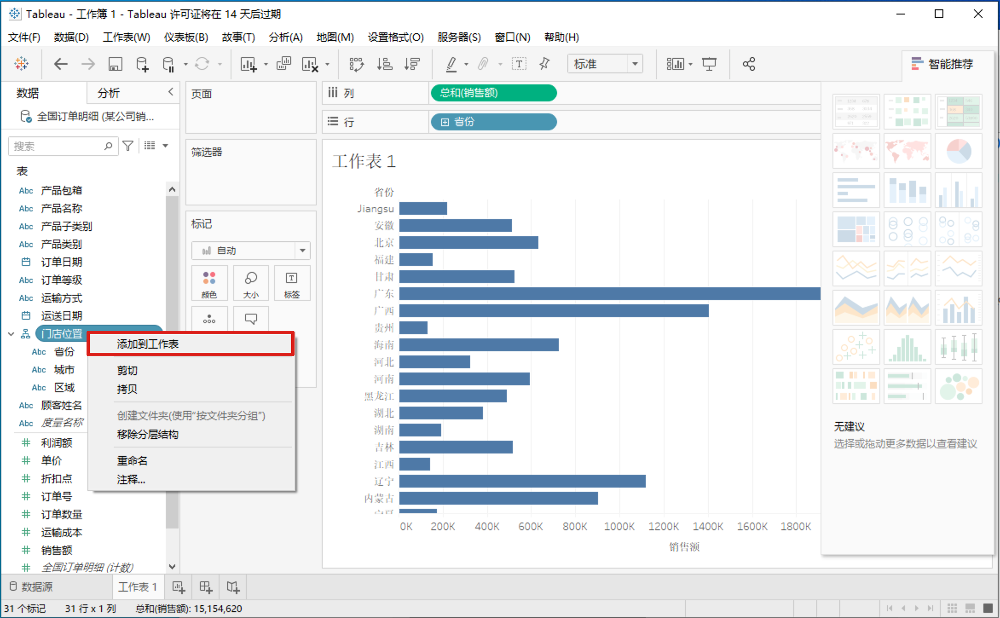 Tableau - 工作簿 1 - Tableau 许可证将在 14 天后过期
文件(F) 数据(D) 工作表(W) 仪表板(B) 故事(T) 分析(A) 地图(M) 设置格式(O) 服务器(S) 窗口(N) 帮助(H)
标准
智能推荐
数据 分析
全国订单明细 (某公司销...
搜索
表
Abc 产品包箱
Abc 产品名称
Abc 产品子类别
Abc 产品类别
订单日期
Abc 订单等级
Abc 运输方式
运送日期
门店位置
Abc 省份
Abc 城市
Abc 区域
Abc 顾客姓名
Abc 度量名称
# 利润额
# 单价
# 折扣点
# 订单号
# 订单数量
# 运输成本
# 销售额
# 全国订单明细 (计数)
页面
筛选器
标记
自动
颜色 大小 标签
添加到工作表
剪切
拷贝
创建文件夹(使用“按文件夹分组”)
移除分层结构
重命名
注释...
列 总和(销售额)
行 省份
工作表 1
省份
Jiangsu
安徽
北京
福建
甘肃
广东
广西
贵州
海南
河北
河南
黑龙江
湖北
湖南
吉林
江西
辽宁
内蒙古
0K 200K 400K 600K 800K 1000K 1200K 1400K 1600K 1800K
销售额
无建议
选择或拖动更多数据以查看建议
数据源 工作表 1
31 个标记 31 行 x 1 列 总和(销售额): 15,154,620